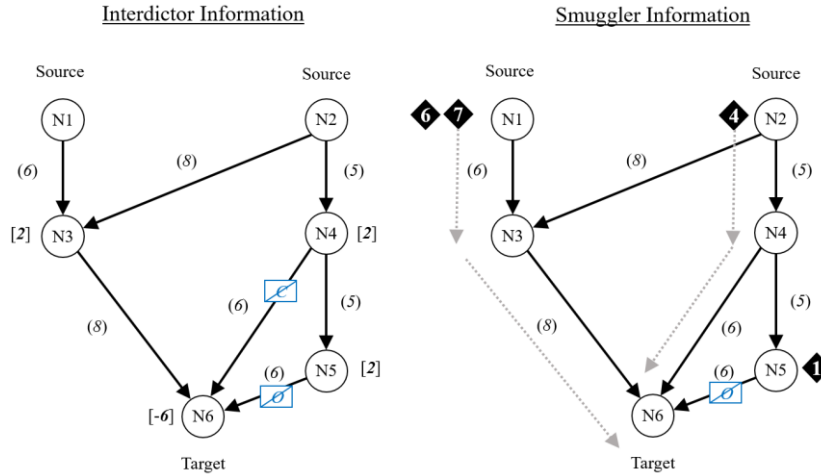 Interdictor Information
Smuggler Information
Source
Source
N1
N2
(6)
(8)
(5)
[2]
N3
N4
[2]
C
(6)
(5)
(8)
(6)
N5
[2]
O
[-6]
N6
Target
Source
Source
6
7
N1
4
N2
(6)
(8)
(5)
N3
N4
(8)
(6)
(5)
(6)
N5
1
O
N6
Target